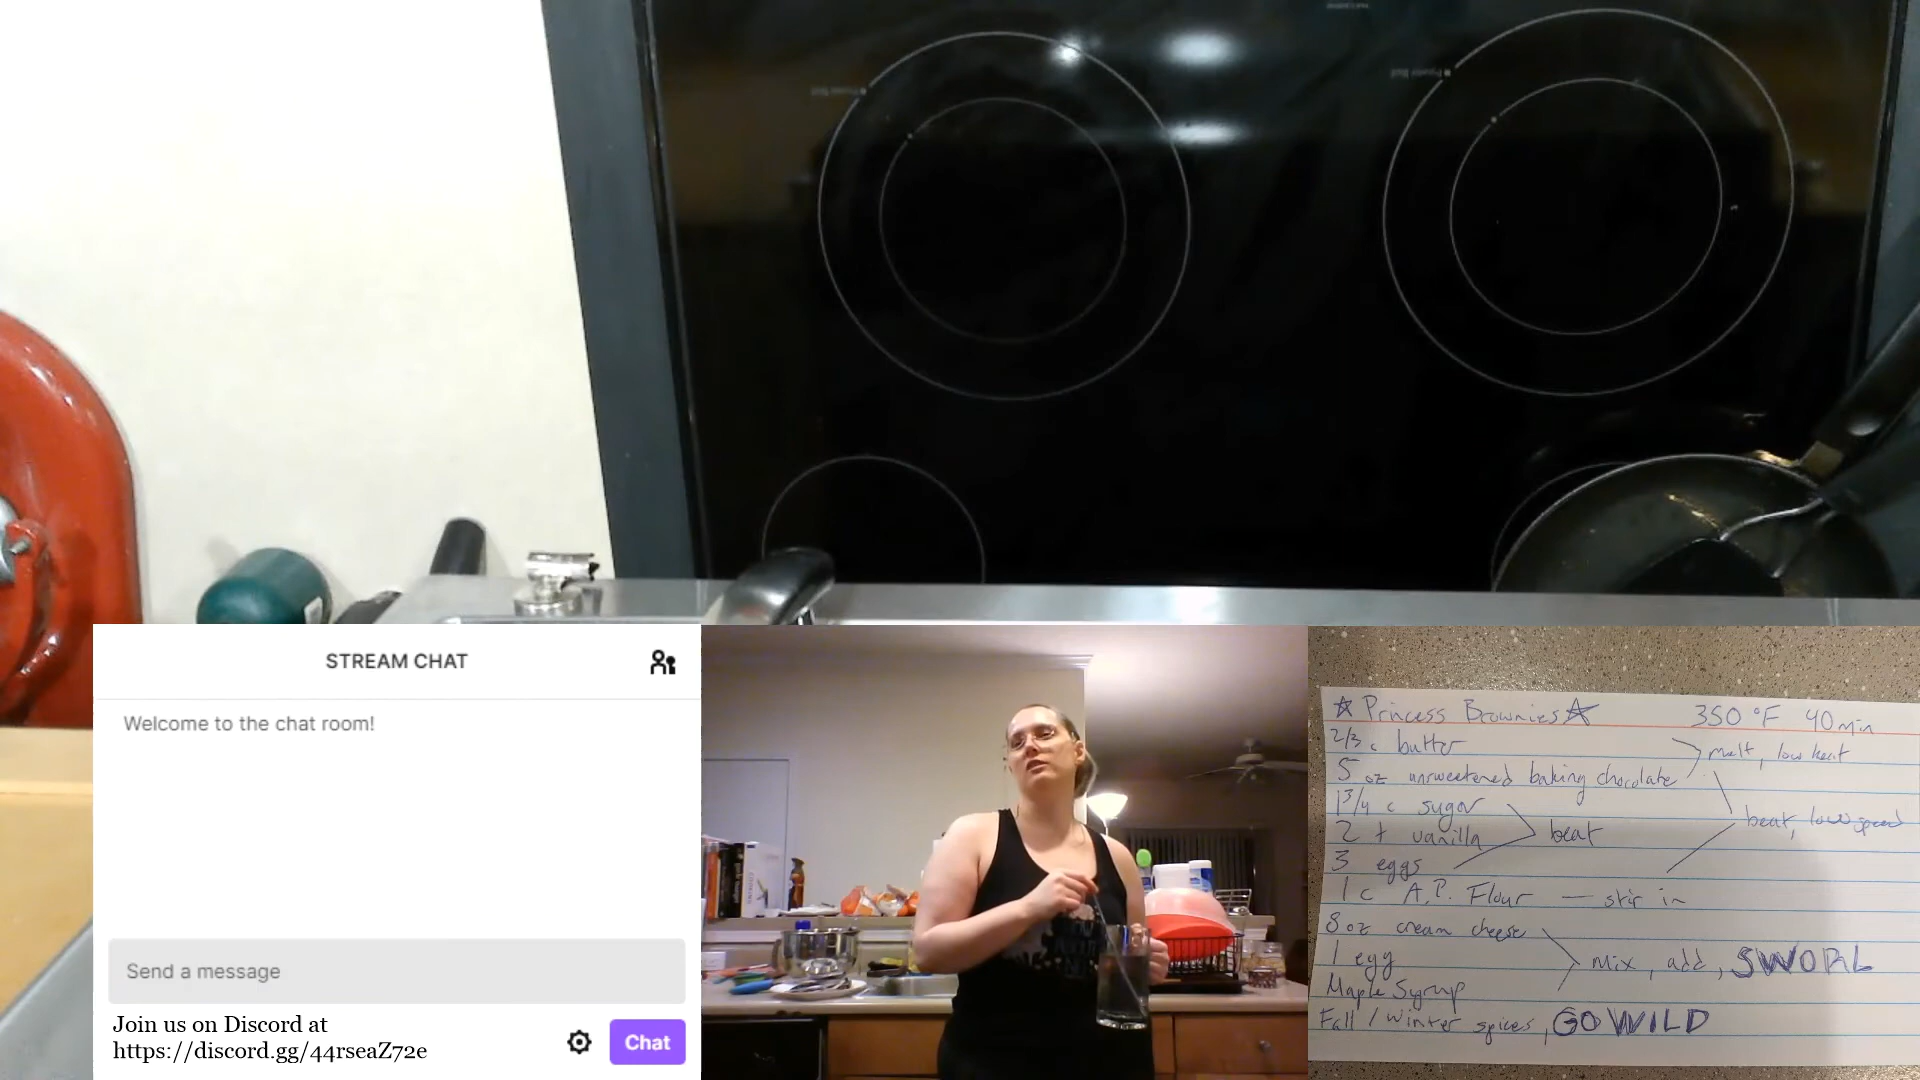 STREAM CHAT
Welcome to the chat room!
Send a message
Join us on Discord at
https://discord.gg/44rseaZ72e
Chat
☆ Princess Brownies ☆ 350 °F 40 min
2/3 c butter
melt, low heat
5 oz unsweetened baking chocolate
1 3/4 c sugar
beat, low speed
2 t vanilla
beat
3 eggs
1 c A.P. Flour — stir in
8 oz cream cheese
1 egg
mix, add, SWORL
Maple Syrup
Fall / Winter spices, GO WILD